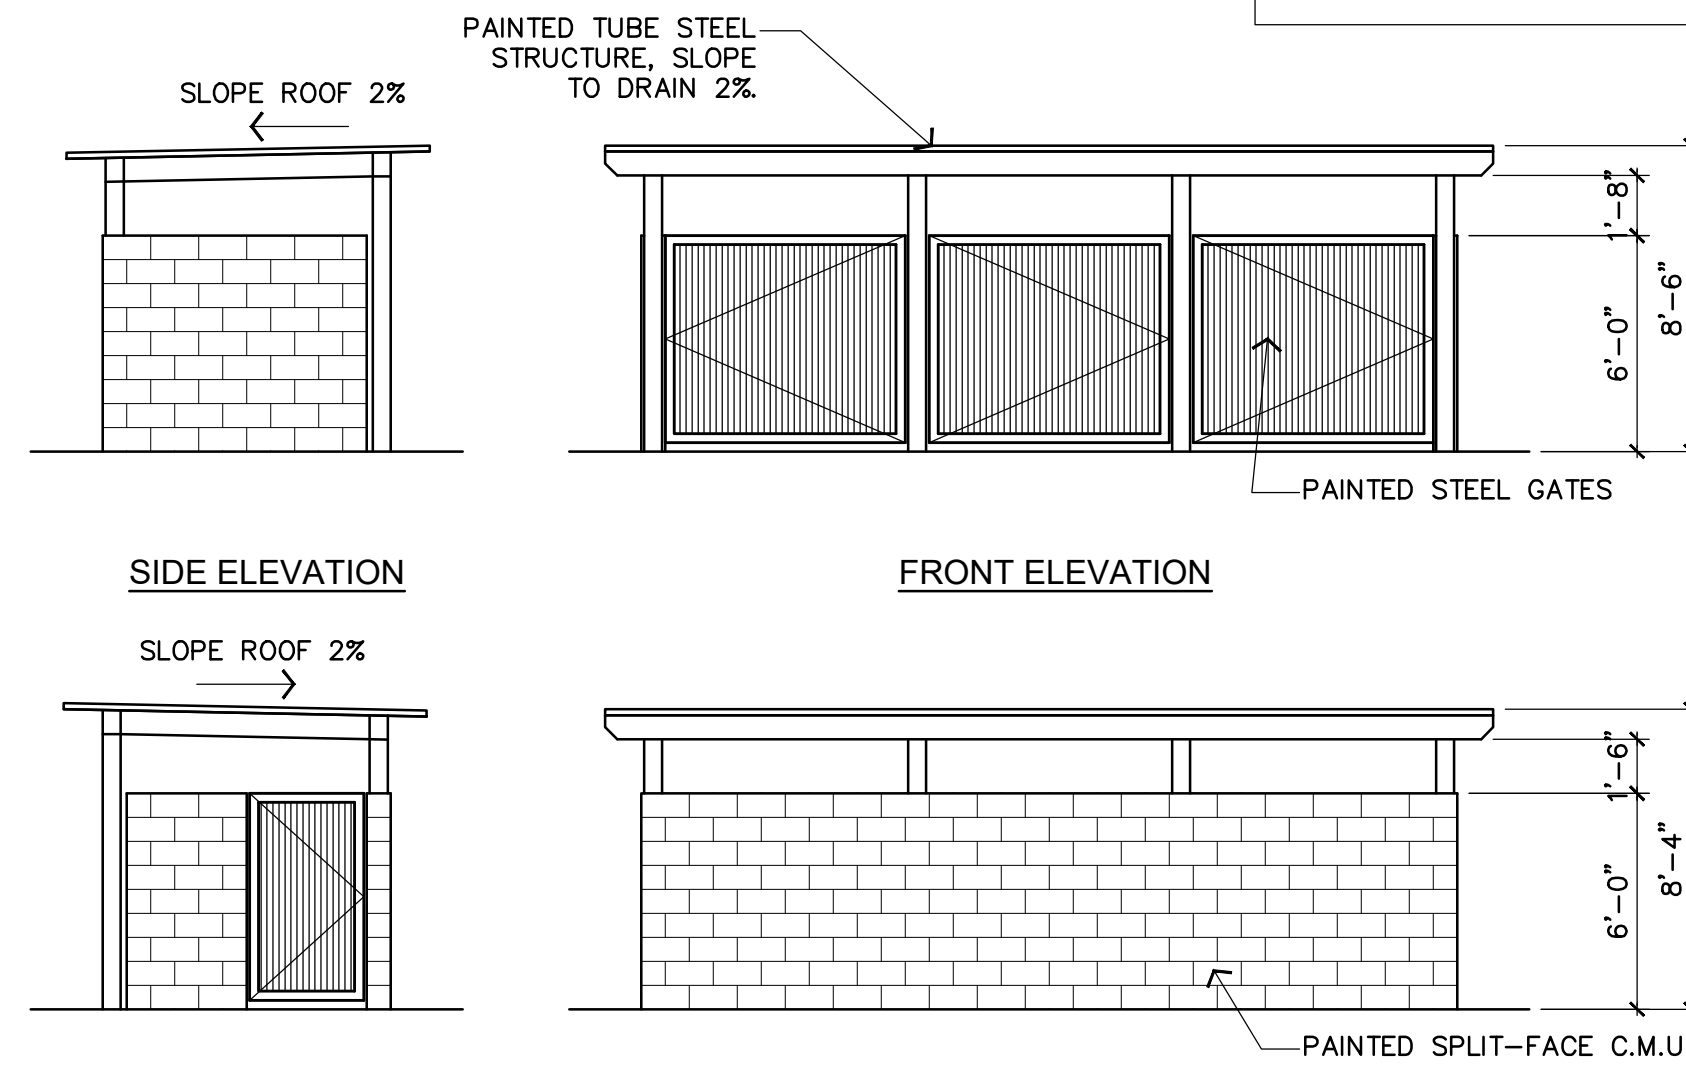 PAINTED TUBE STEEL
STRUCTURE, SLOPE
TO DRAIN 2%.
SLOPE ROOF 2%
1'-8"
6'-0"
8'-6"
PAINTED STEEL GATES
SIDE ELEVATION
FRONT ELEVATION
SLOPE ROOF 2%
1'-6"
6'-0"
8'-4"
PAINTED SPLIT-FACE C.M.U